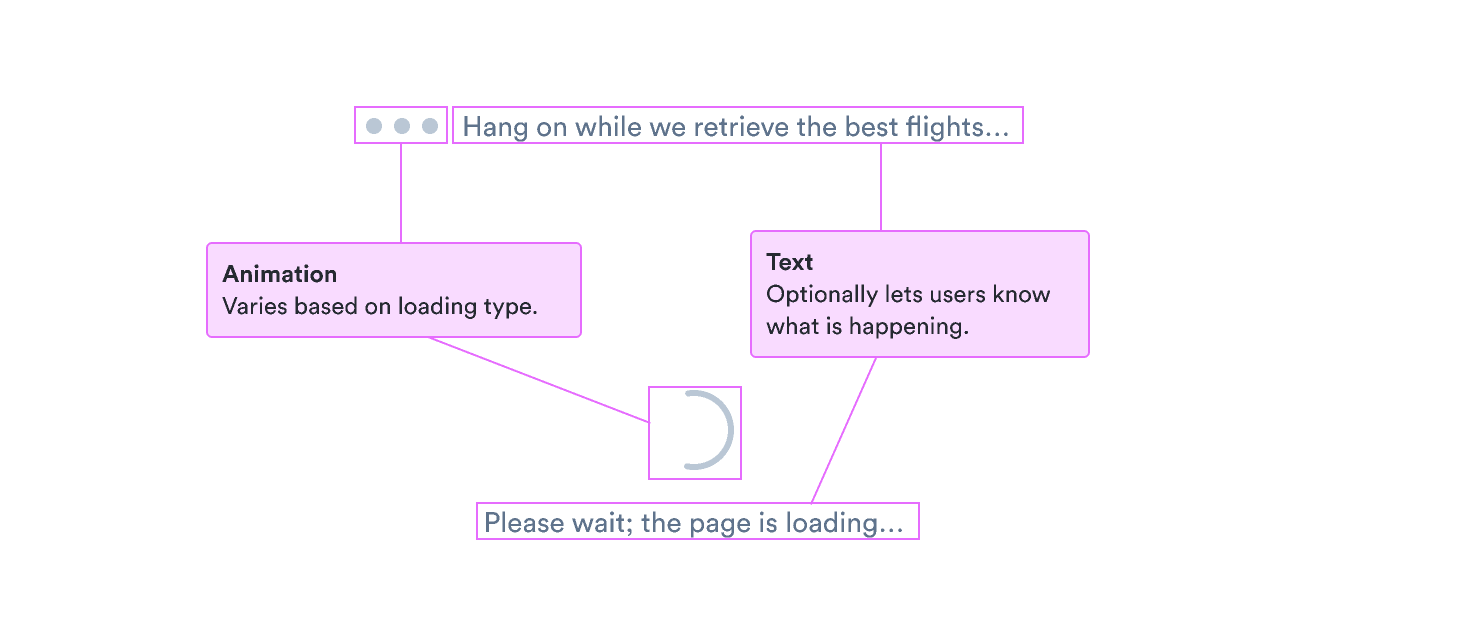 Hang on while we retrieve the best flights…
Animation
Varies based on loading type.
Text
Optionally lets users know
what is happening.
Please wait; the page is loading…